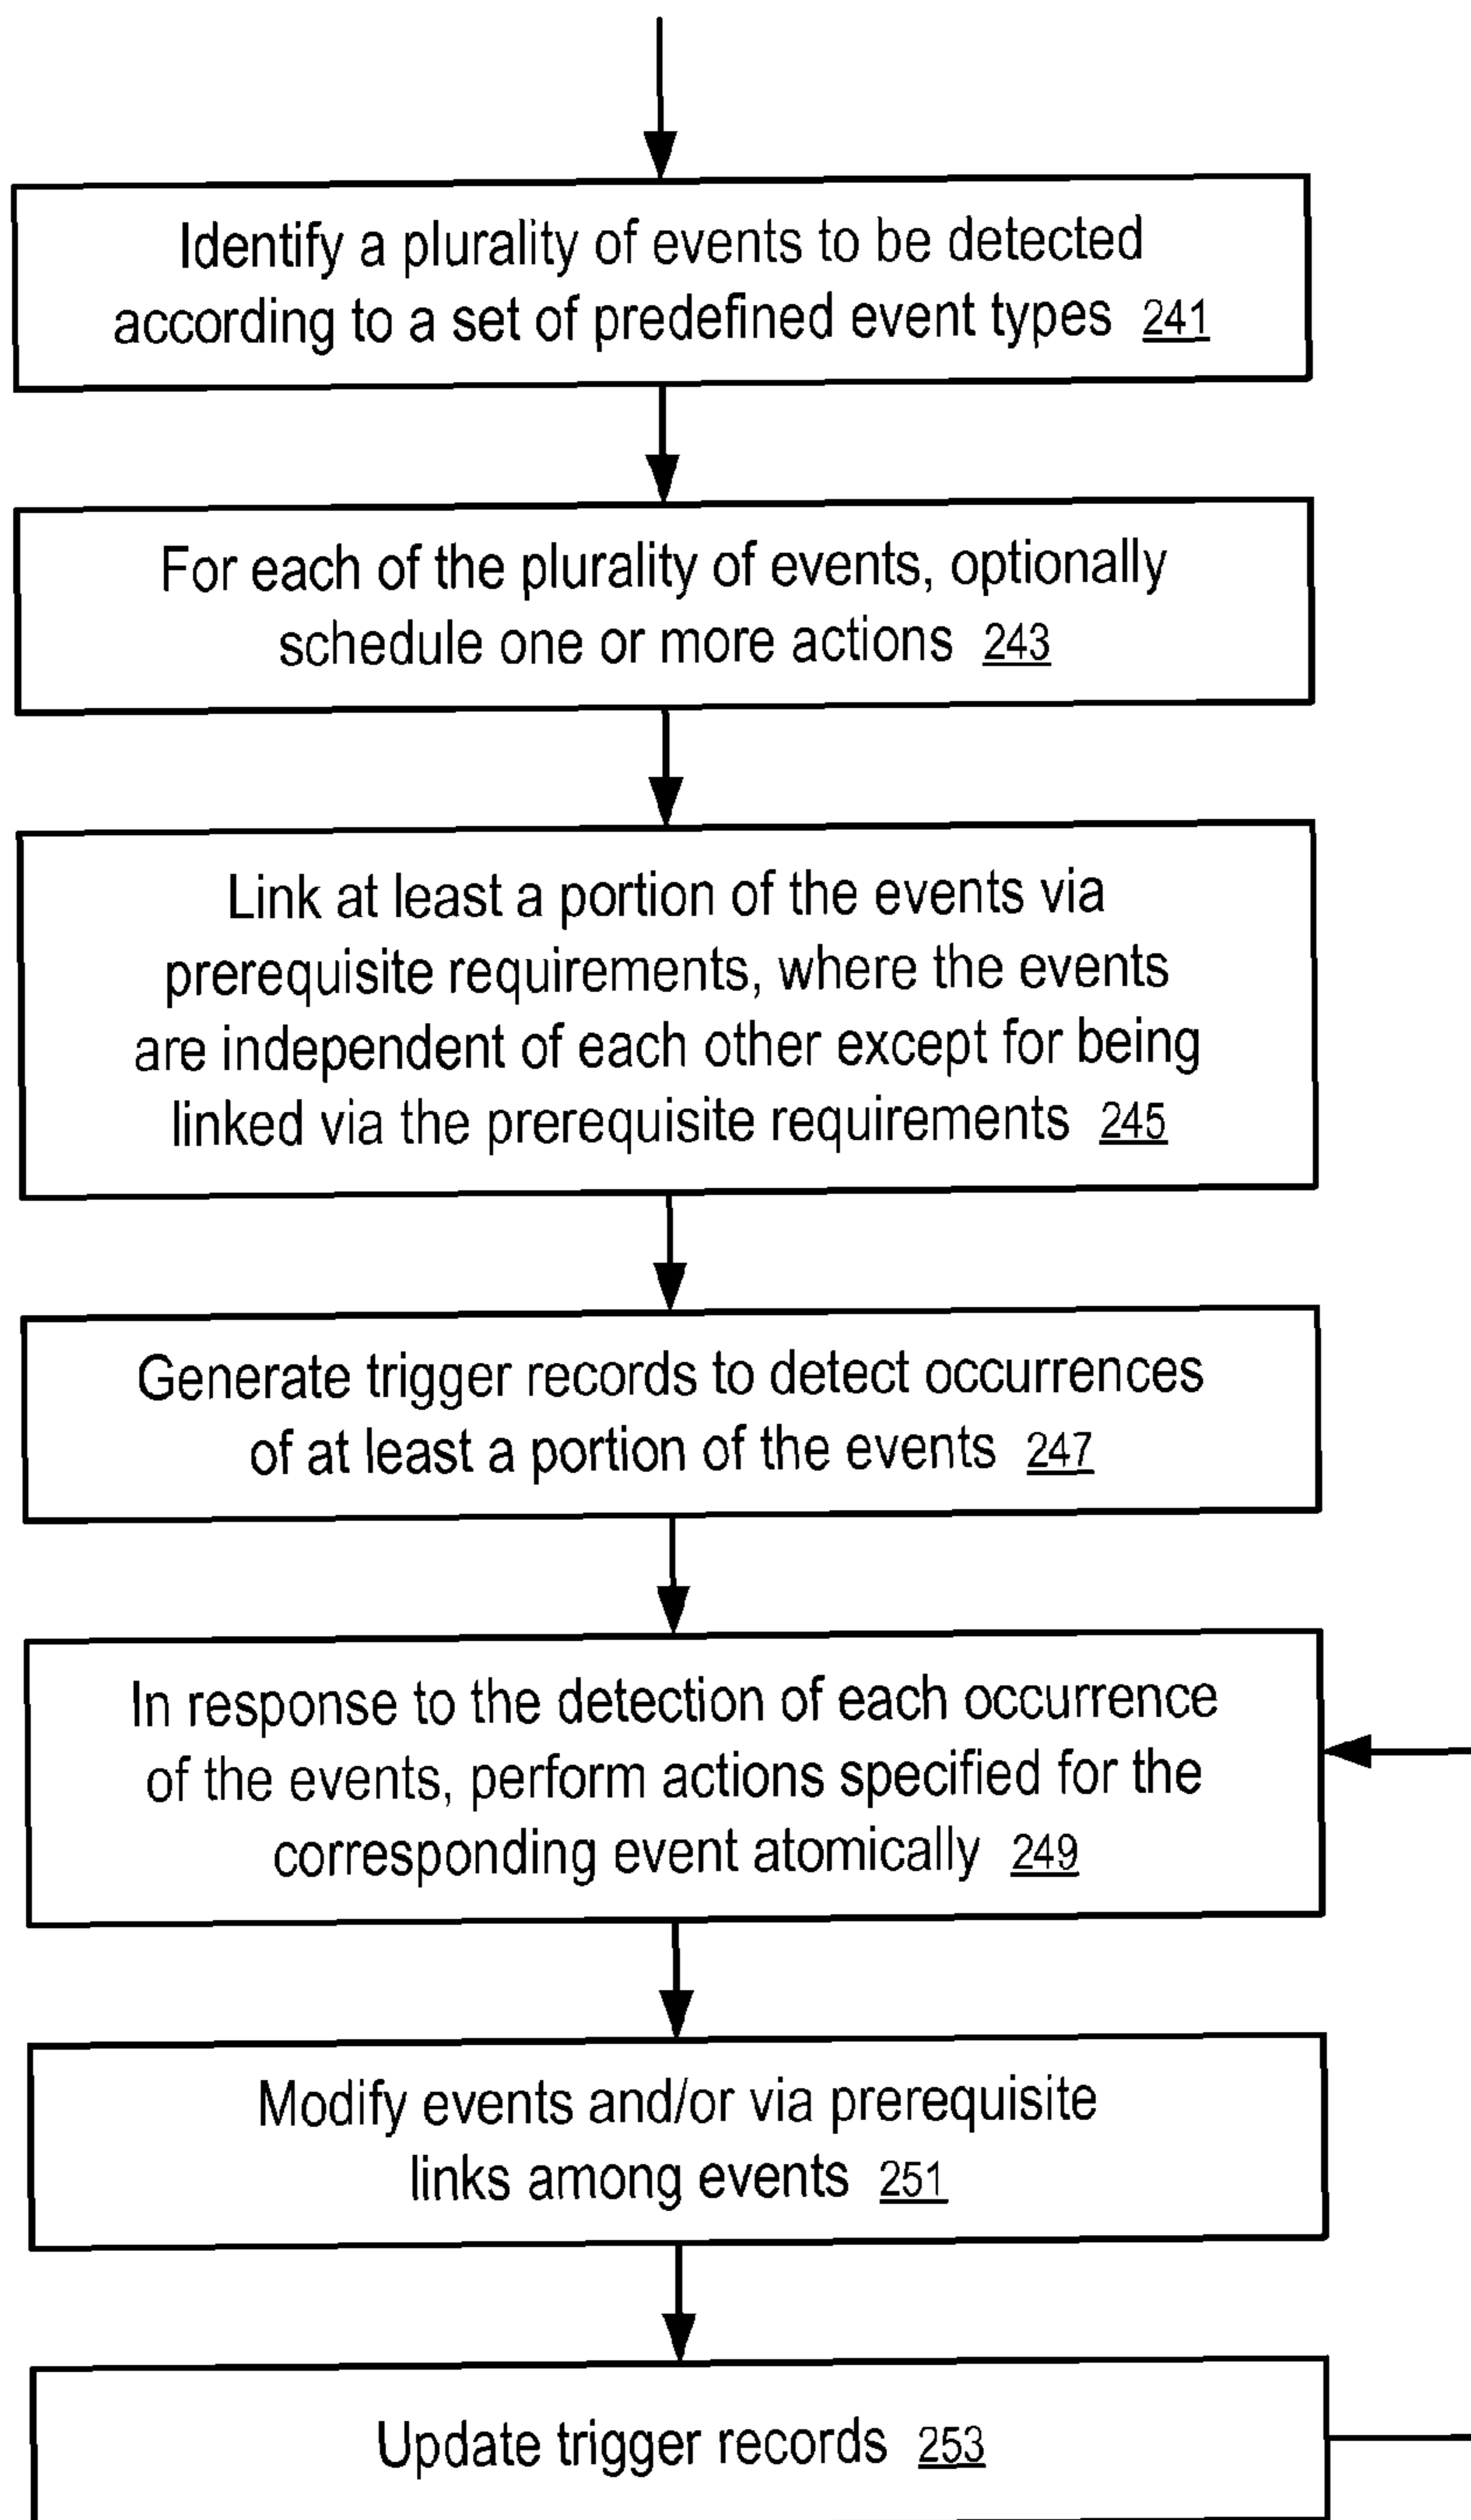 Identify a plurality of events to be detected
according to a set of predefined event types 241
For each of the plurality of events, optionally
schedule one or more actions 243
Link at least a portion of the events via
prerequisite requirements, where the events
are independent of each other except for being
linked via the prerequisite requirements 245
Generate trigger records to detect occurrences
of at least a portion of the events 247
In response to the detection of each occurrence
of the events, perform actions specified for the
corresponding event atomically 249
Modify events and/or via prerequisite
links among events 251
Update trigger records 253